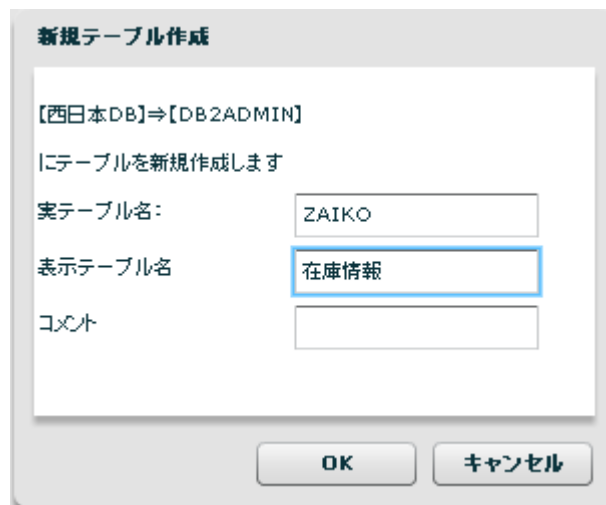 新規テーブル作成
【西日本DB】⇒【DB2ADMIN】
にテーブルを新規作成します
実テーブル名: ZAIKO
表示テーブル名 在庫情報
コメント
OK キャンセル